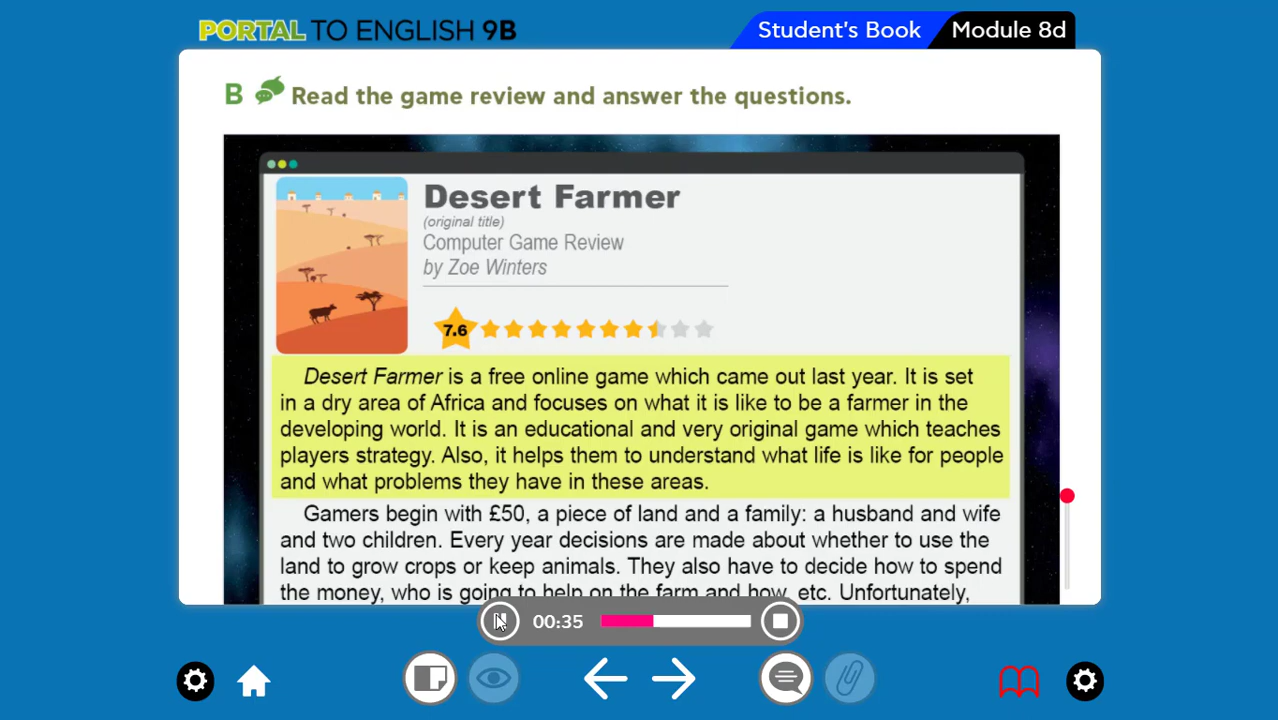 PORTAL TO ENGLISH 9B
Student's Book
Module 8d
B Read the game review and answer the questions.
Desert Farmer
(original title)
Computer Game Review
by Zoe Winters
7.6
Desert Farmer is a free online game which came out last year. It is set
in a dry area of Africa and focuses on what it is like to be a farmer in the
developing world. It is an educational and very original game which teaches
players strategy. Also, it helps them to understand what life is like for people
and what problems they have in these areas.
Gamers begin with £50, a piece of land and a family: a husband and wife
and two children. Every year decisions are made about whether to use the
land to grow crops or keep animals. They also have to decide how to spend
the money, who is going to help on the farm and how, etc. Unfortunately,
00:35